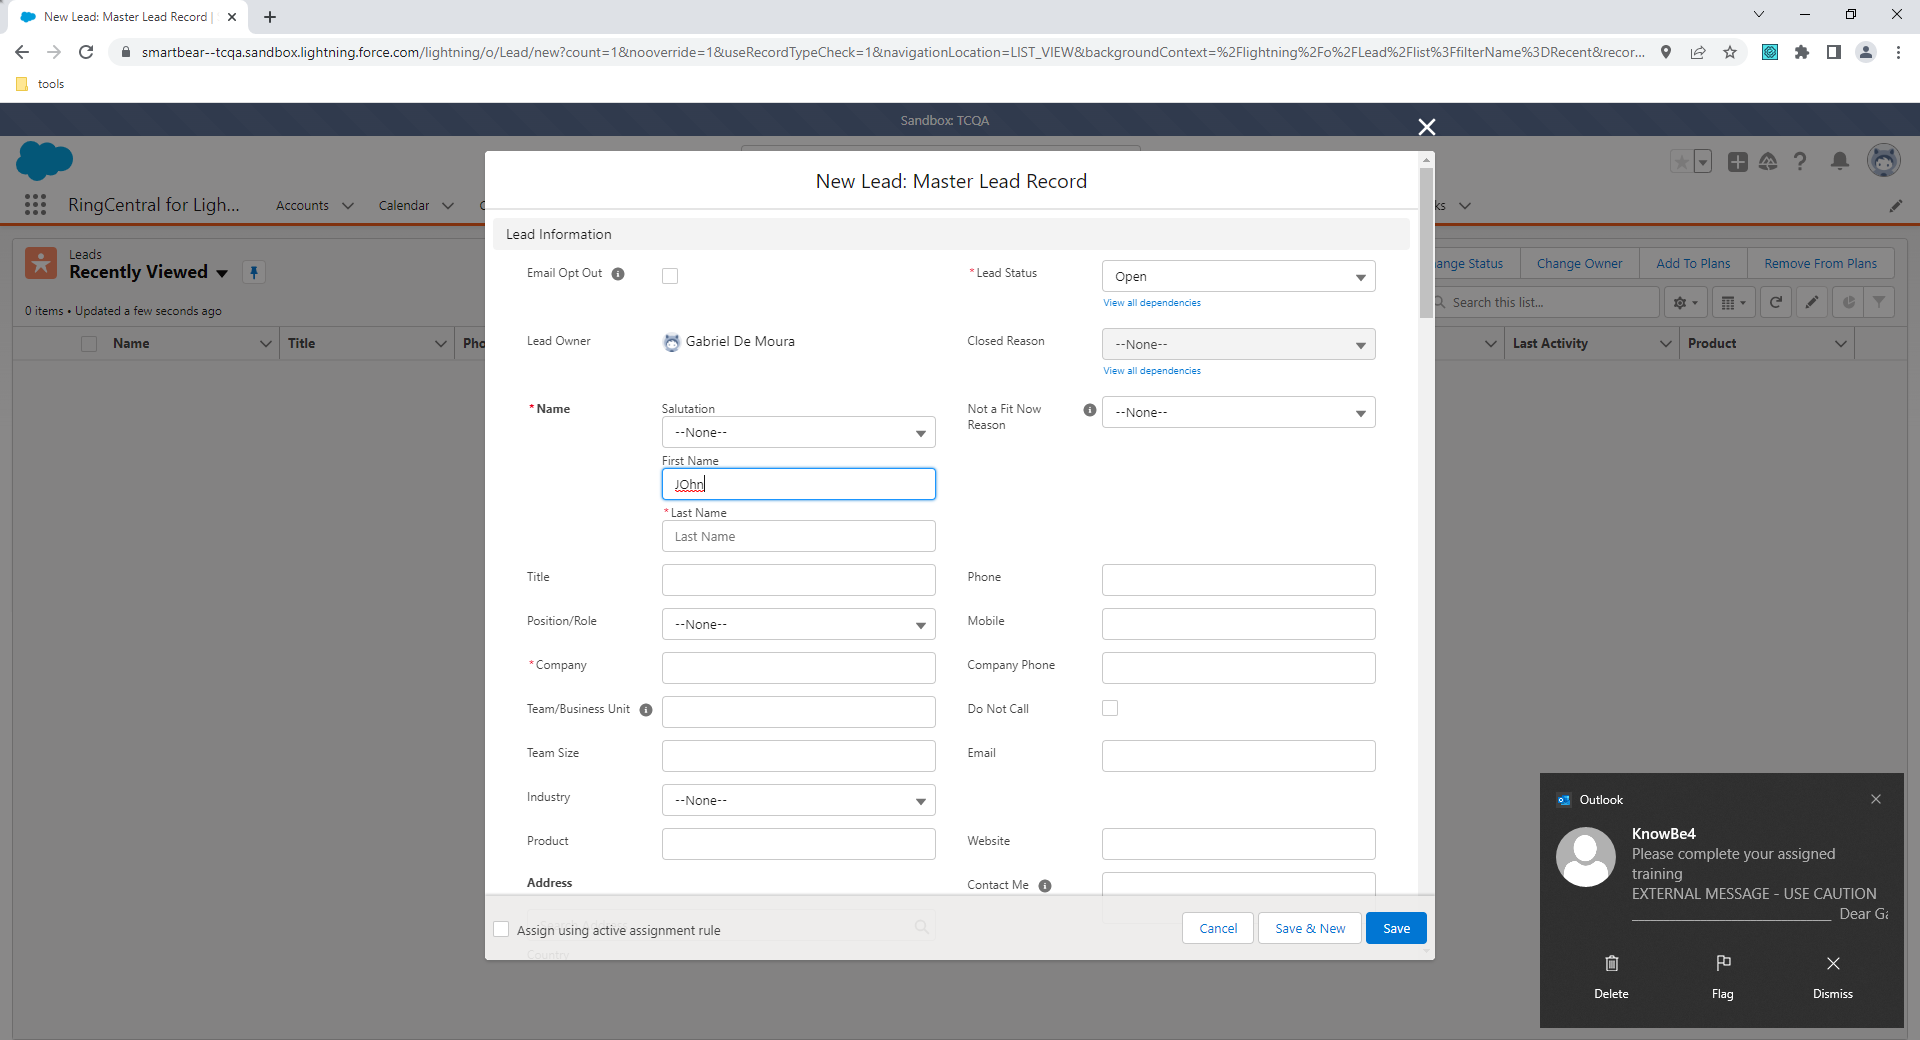 New Lead: Master Lead Record |
smartbear--tcqa.sandbox.lightning.force.com/lightning/o/Lead/new?count=1&nooverride=1&useRecordTypeCheck=1&navigationLocation=LIST_VIEW&backgroundContext=%2Flightning%2Fo%2FLead%2Flist%3FfilterName%3DRecent&recor...
tools
Sandbox: TCQA
RingCentral for Ligh...
Accounts
Calendar
ks
New Lead: Master Lead Record
Leads
Recently Viewed
0 items • Updated a few seconds ago
ange Status
Change Owner
Add To Plans
Remove From Plans
Search this list...
Name
Title
Pho
Last Activity
Product
Lead Information
Email Opt Out
*Lead Status
Open
View all dependencies
Lead Owner
Gabriel De Moura
Closed Reason
--None--
View all dependencies
*Name
Salutation
--None--
Not a Fit Now
Reason
--None--
First Name
JOhn
*Last Name
Last Name
Title
Phone
Position/Role
--None--
Mobile
*Company
Company Phone
Team/Business Unit
Do Not Call
Team Size
Email
Industry
--None--
Product
Website
Address
Contact Me
Search Address
Assign using active assignment rule
Country
Cancel
Save & New
Save
Outlook
KnowBe4
Please complete your assigned
training
EXTERNAL MESSAGE - USE CAUTION
Dear Ga
Delete
Flag
Dismiss